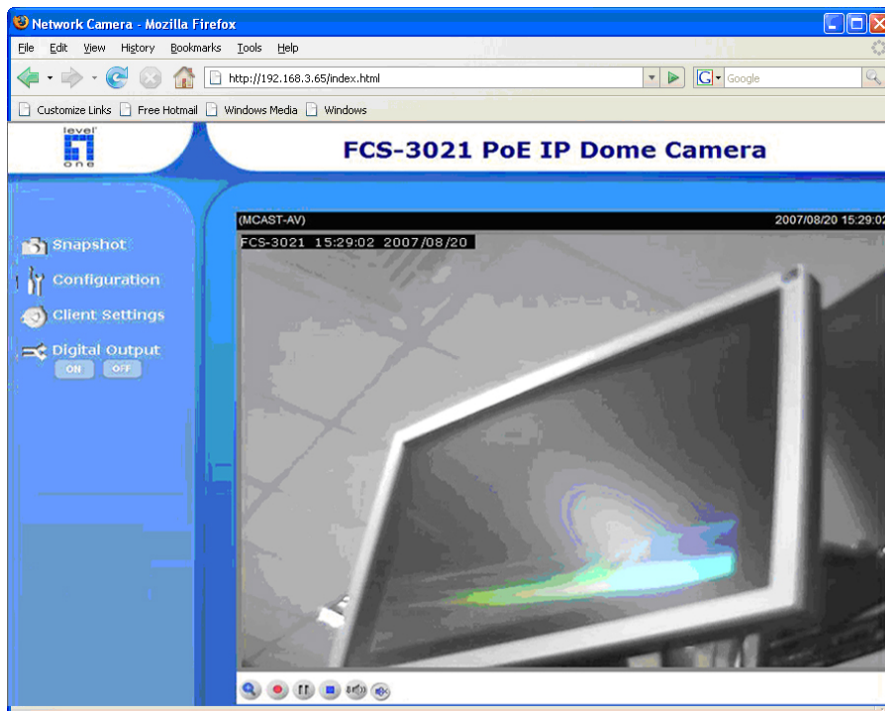 Network Camera - Mozilla Firefox
File Edit View History Bookmarks Tools Help
http://192.168.3.65/index.html
G Google
Customize Links Free Hotmail Windows Media Windows
level
1
one
FCS-3021 PoE IP Dome Camera
(MCAST-AV) 2007/08/20 15:29:02
FCS-3021 15:29:02 2007/08/20
Snapshot
Configuration
Client Settings
Digital Output
ON OFF